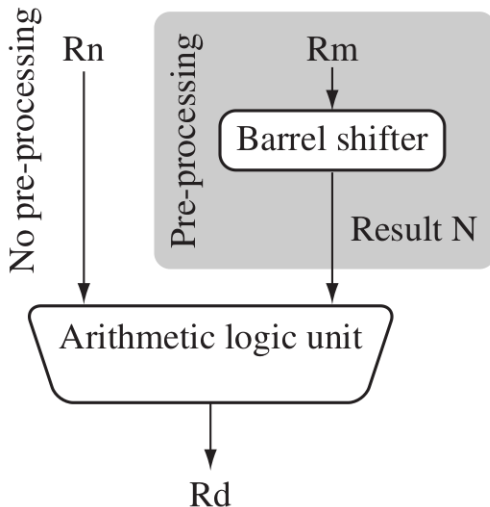 No pre-processing
Rn
Pre-processing
Rm
Barrel shifter
Result N
Arithmetic logic unit
Rd